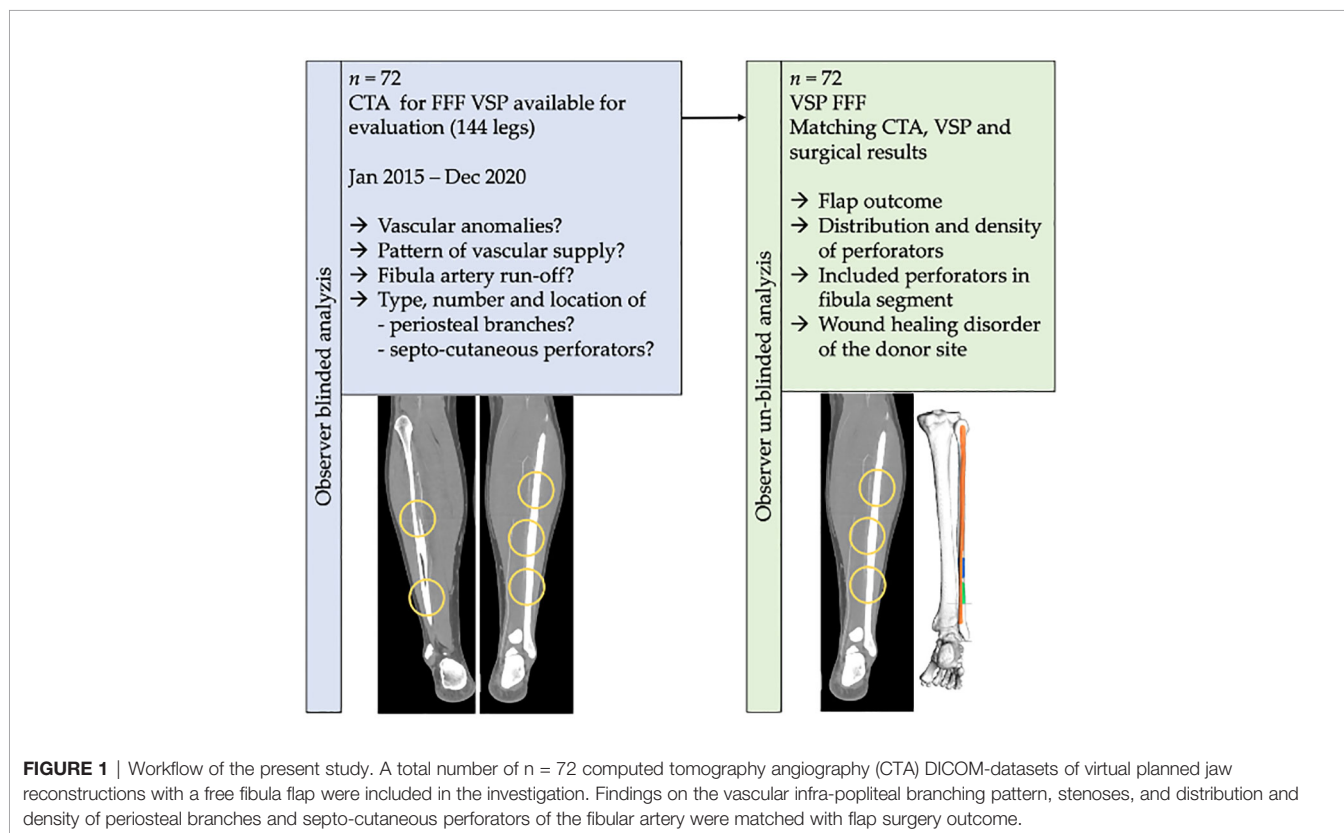 Observer blinded analyzis
n = 72
CTA for FFF VSP available for
evaluation (144 legs)
Jan 2015 – Dec 2020
→ Vascular anomalies?
→ Pattern of vascular supply?
→ Fibula artery run-off?
→ Type, number and location of
- periosteal branches?
- septo-cutaneous perforators?
Observer un-blinded analyzis
n = 72
VSP FFF
Matching CTA, VSP and
surgical results
→ Flap outcome
→ Distribution and density
of perforators
→ Included perforators in
fibula segment
→ Wound healing disorder
of the donor site
FIGURE 1 | Workflow of the present study. A total number of n = 72 computed tomography angiography (CTA) DICOM-datasets of virtual planned jaw
reconstructions with a free fibula flap were included in the investigation. Findings on the vascular infra-popliteal branching pattern, stenoses, and distribution and
density of periosteal branches and septo-cutaneous perforators of the fibular artery were matched with flap surgery outcome.